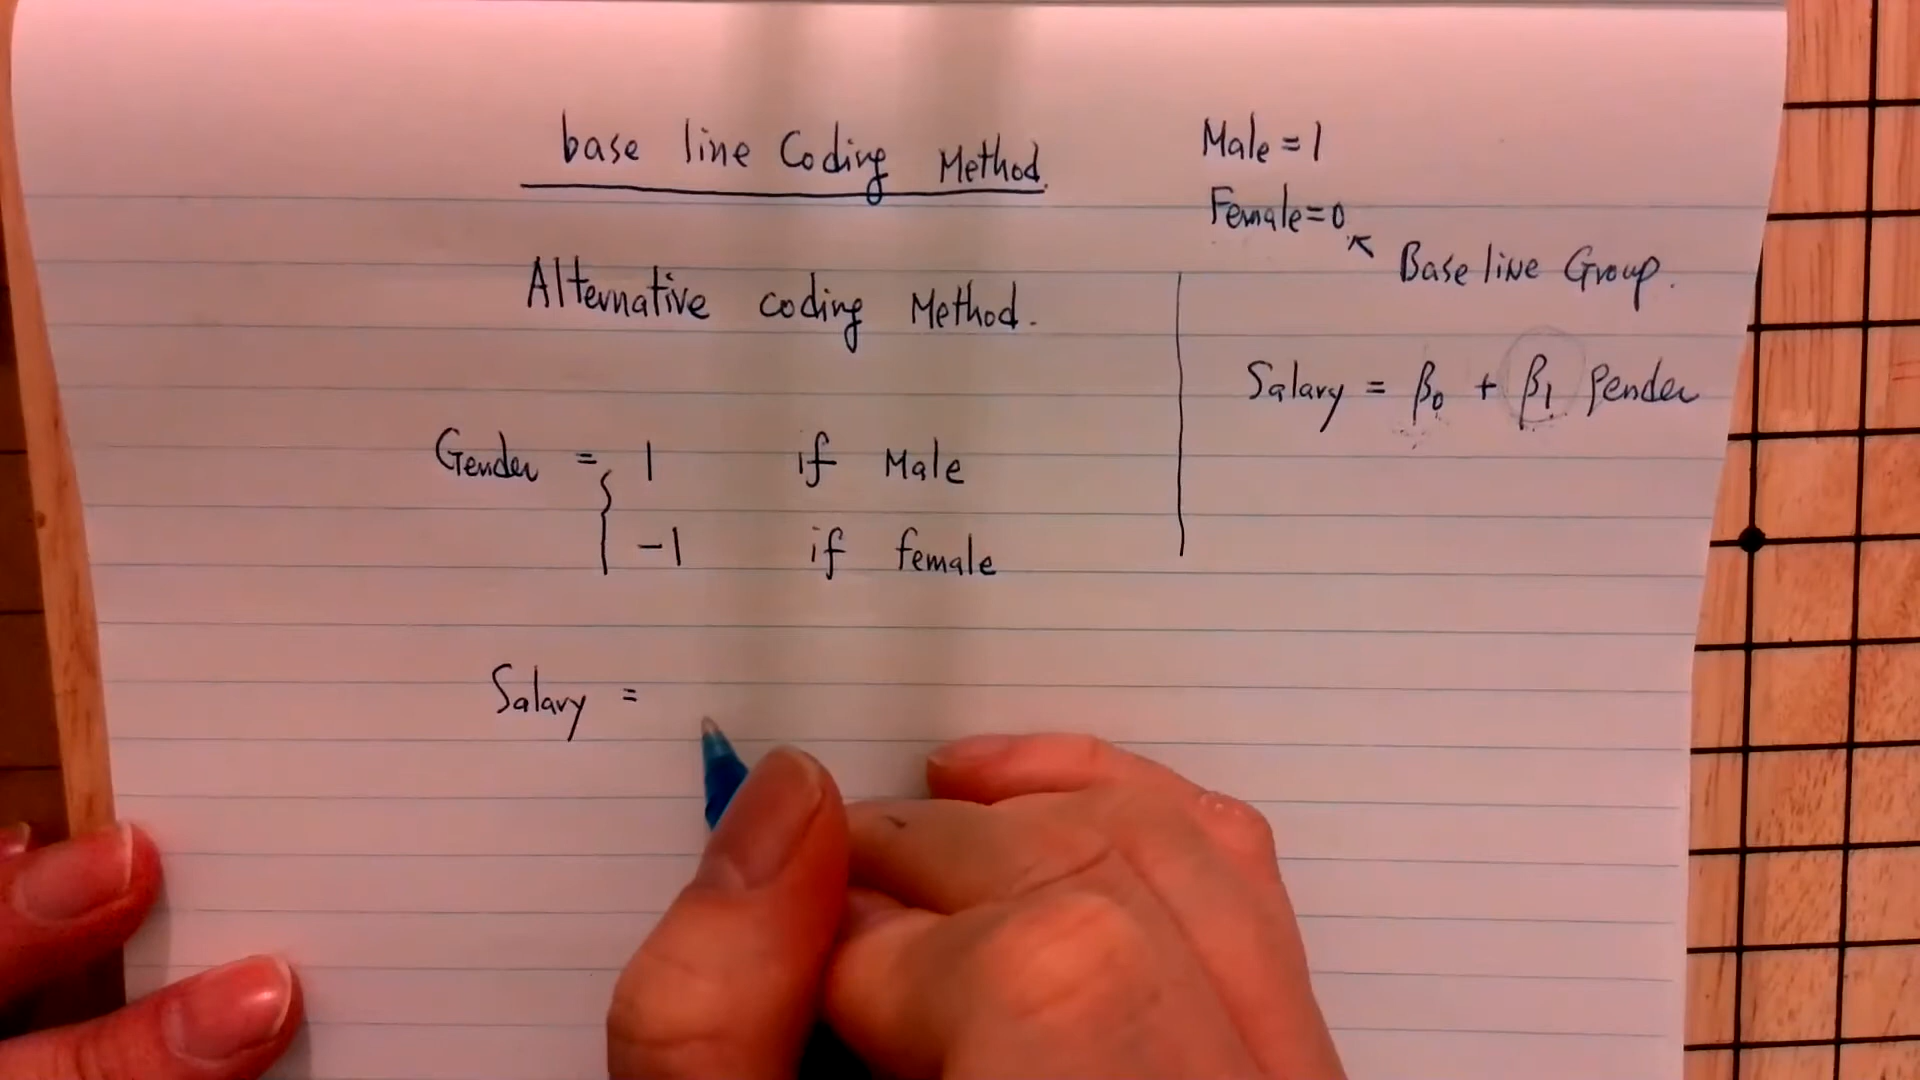 base line Coding Method.
Male = 1
Female = 0
Base line Group.
Alternative coding Method.
Salary = β0 + β1 gender
Gender = { 1 if Male
-1 if female
Salary =